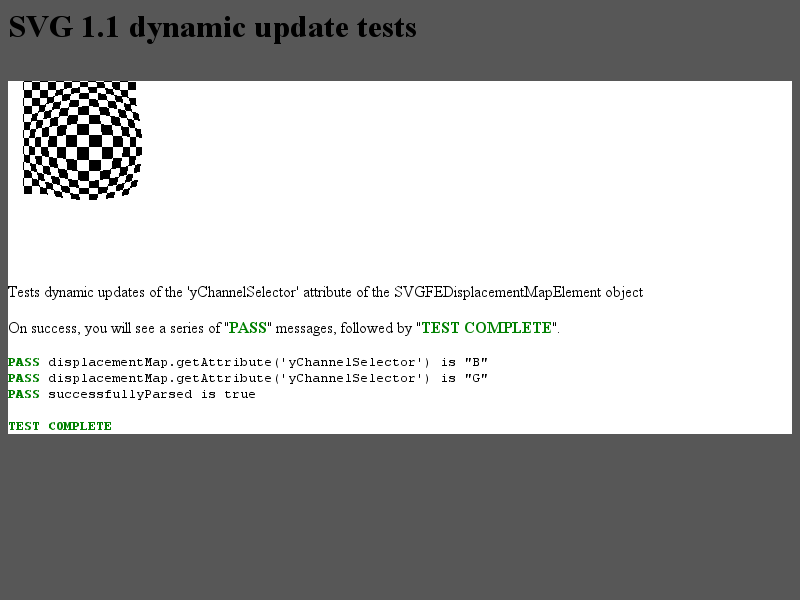 SVG 1.1 dynamic update tests
Tests dynamic updates of the 'yChannelSelector' attribute of the SVGFEDisplacementMapElement object
On success, you will see a series of "PASS" messages, followed by "TEST COMPLETE".
PASS displacementMap.getAttribute('yChannelSelector') is "B"
PASS displacementMap.getAttribute('yChannelSelector') is "G"
PASS successfullyParsed is true
TEST COMPLETE